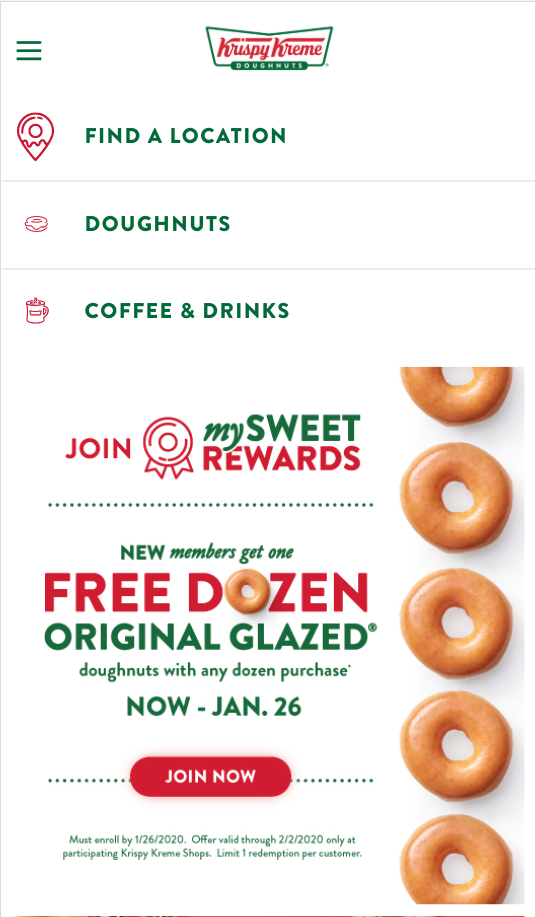 Krispy Kreme
DOUGHNUTS
FIND A LOCATION
DOUGHNUTS
COFFEE & DRINKS
JOIN
mySWEET
REWARDS
NEW members get one
FREE DOZEN
ORIGINAL GLAZED®
doughnuts with any dozen purchase*
NOW - JAN. 26
JOIN NOW
Must enroll by 1/26/2020. Offer valid through 2/2/2020 only at
participating Krispy Kreme Shops. Limit 1 redemption per customer.